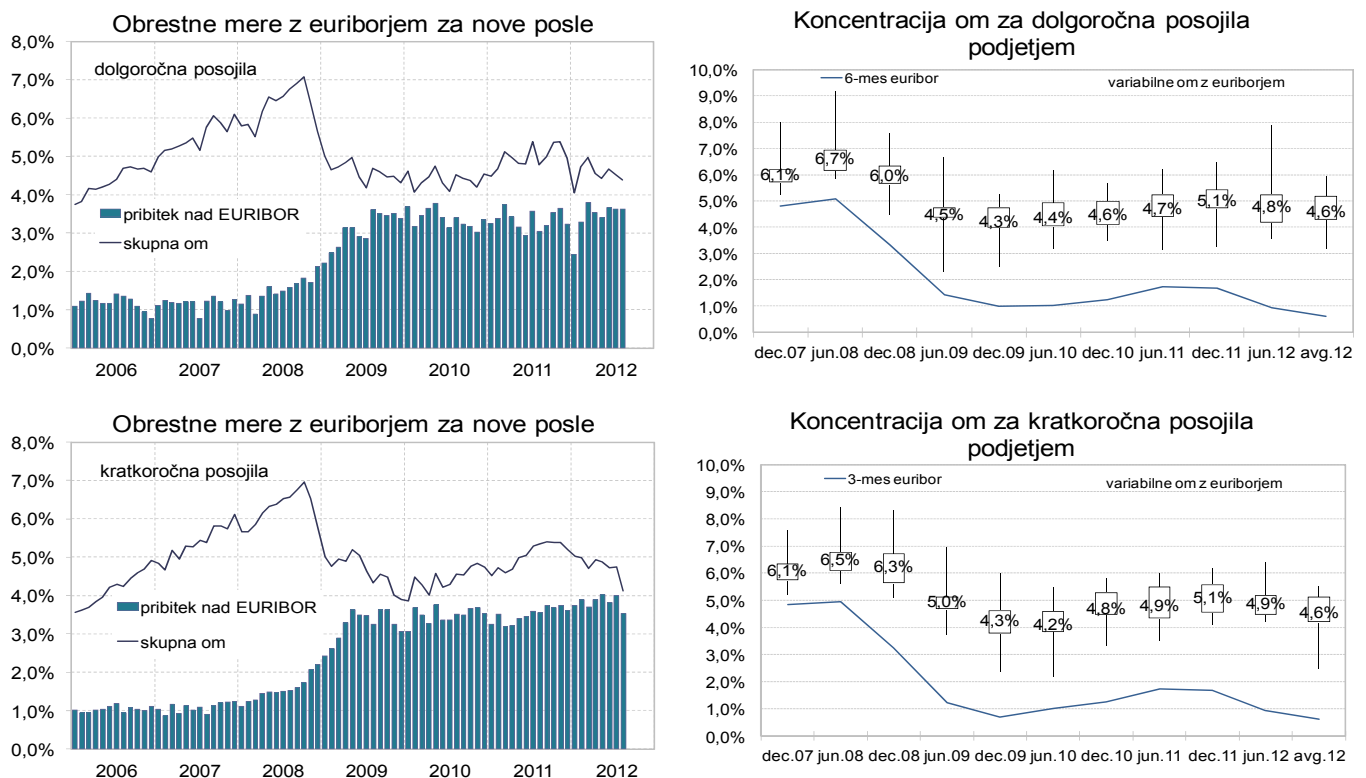 Obrestne mere z euriborjem za nove posle
8,0%
7,0%
6,0%
5,0%
4,0%
3,0%
2,0%
1,0%
0,0%
dolgoročna posojila
pribitek nad EURIBOR
skupna om
2006 2007 2008 2009 2010 2011 2012
Koncentracija om za dolgoročna posojila
podjetjem
10,0%
9,0%
8,0%
7,0%
6,0%
5,0%
4,0%
3,0%
2,0%
1,0%
0,0%
6-mes euribor
variabilne om z euriborjem
6,1% 6,7% 6,0% 4,5% 4,3% 4,4% 4,6% 4,7% 5,1% 4,8% 4,6%
dec.07 jun.08 dec.08 jun.09 dec.09 jun.10 dec.10 jun.11 dec.11 jun.12 avg.12
Obrestne mere z euriborjem za nove posle
8,0%
7,0%
6,0%
5,0%
4,0%
3,0%
2,0%
1,0%
0,0%
kratkoročna posojila
pribitek nad EURIBOR
skupna om
2006 2007 2008 2009 2010 2011 2012
Koncentracija om za kratkoročna posojila
podjetjem
10,0%
9,0%
8,0%
7,0%
6,0%
5,0%
4,0%
3,0%
2,0%
1,0%
0,0%
3-mes euribor
variabilne om z euriborjem
6,1% 6,5% 6,3% 5,0% 4,3% 4,2% 4,8% 4,9% 5,1% 4,9% 4,6%
dec.07 jun.08 dec.08 jun.09 dec.09 jun.10 dec.10 jun.11 dec.11 jun.12 avg.12